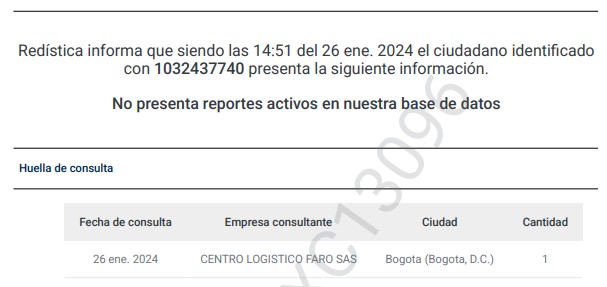 Redística informa que siendo las 14:51 del 26 ene. 2024 el ciudadano identificado
con 1032437740 presenta la siguiente información.
No presenta reportes activos en nuestra base de datos
Huella de consulta
Fecha de consulta Empresa consultante Ciudad Cantidad
26 ene. 2024 CENTRO LOGISTICO FARO SAS Bogota (Bogota, D.C.) 1